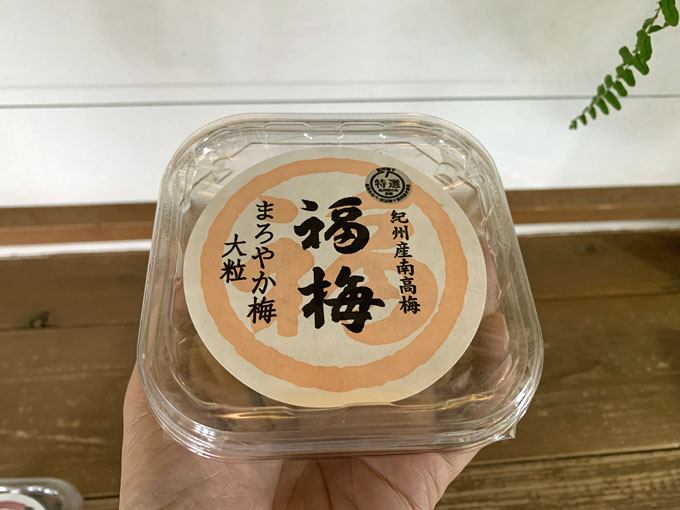 特選
紀州産南高梅
福梅
まろやか梅
大粒